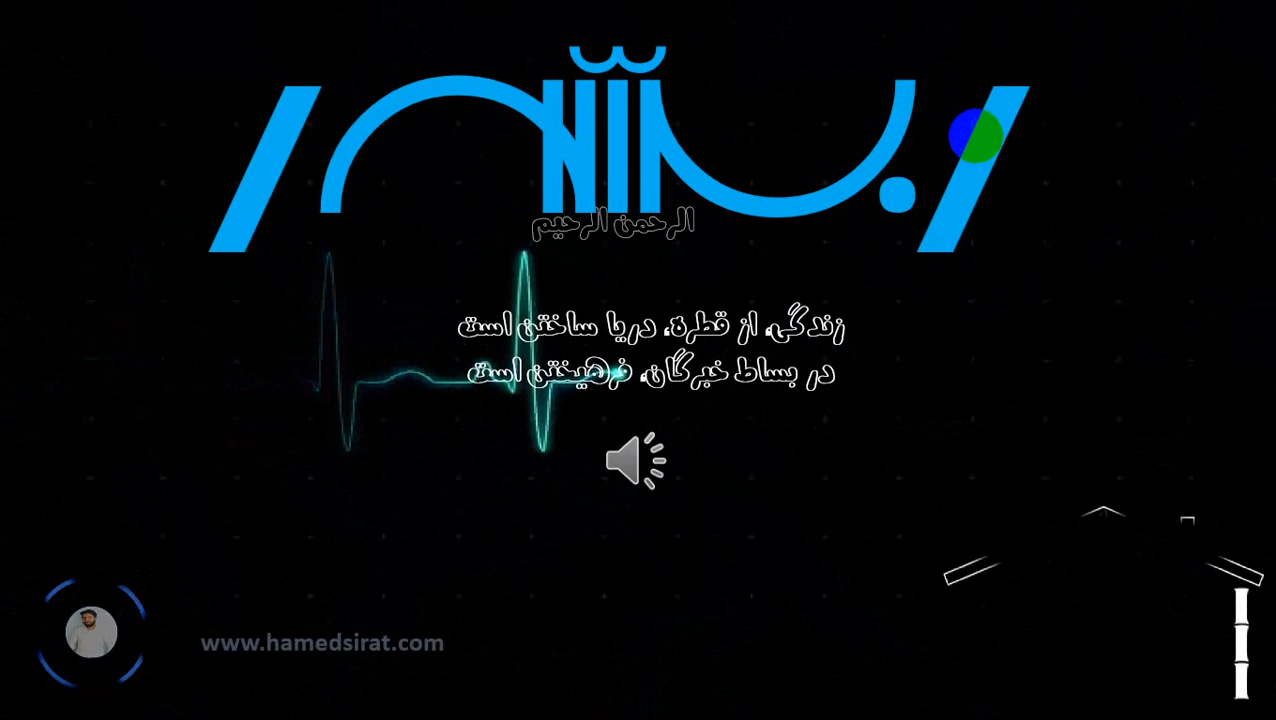 بسم الله
الرحمن الرحیم
زندگی، از قطره، دریا ساختن است
در بساط خبرگان، فرهیختن است
www.hamedsirat.com